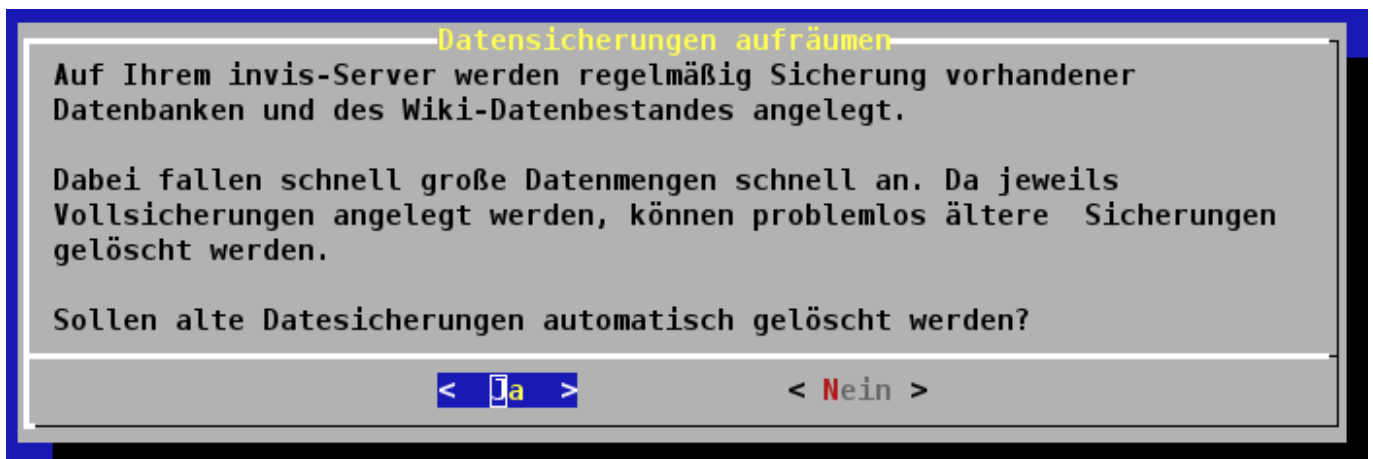 Datensicherungen aufräumen
Auf Ihrem invis-Server werden regelmäßig Sicherung vorhandener
Datenbanken und des Wiki-Datenbestandes angelegt.
Dabei fallen schnell große Datenmengen schnell an. Da jeweils
Vollsicherungen angelegt werden, können problemlos ältere  Sicherungen
gelöscht werden.
Sollen alte Datesicherungen automatisch gelöscht werden?
<  Ja  > < Nein >